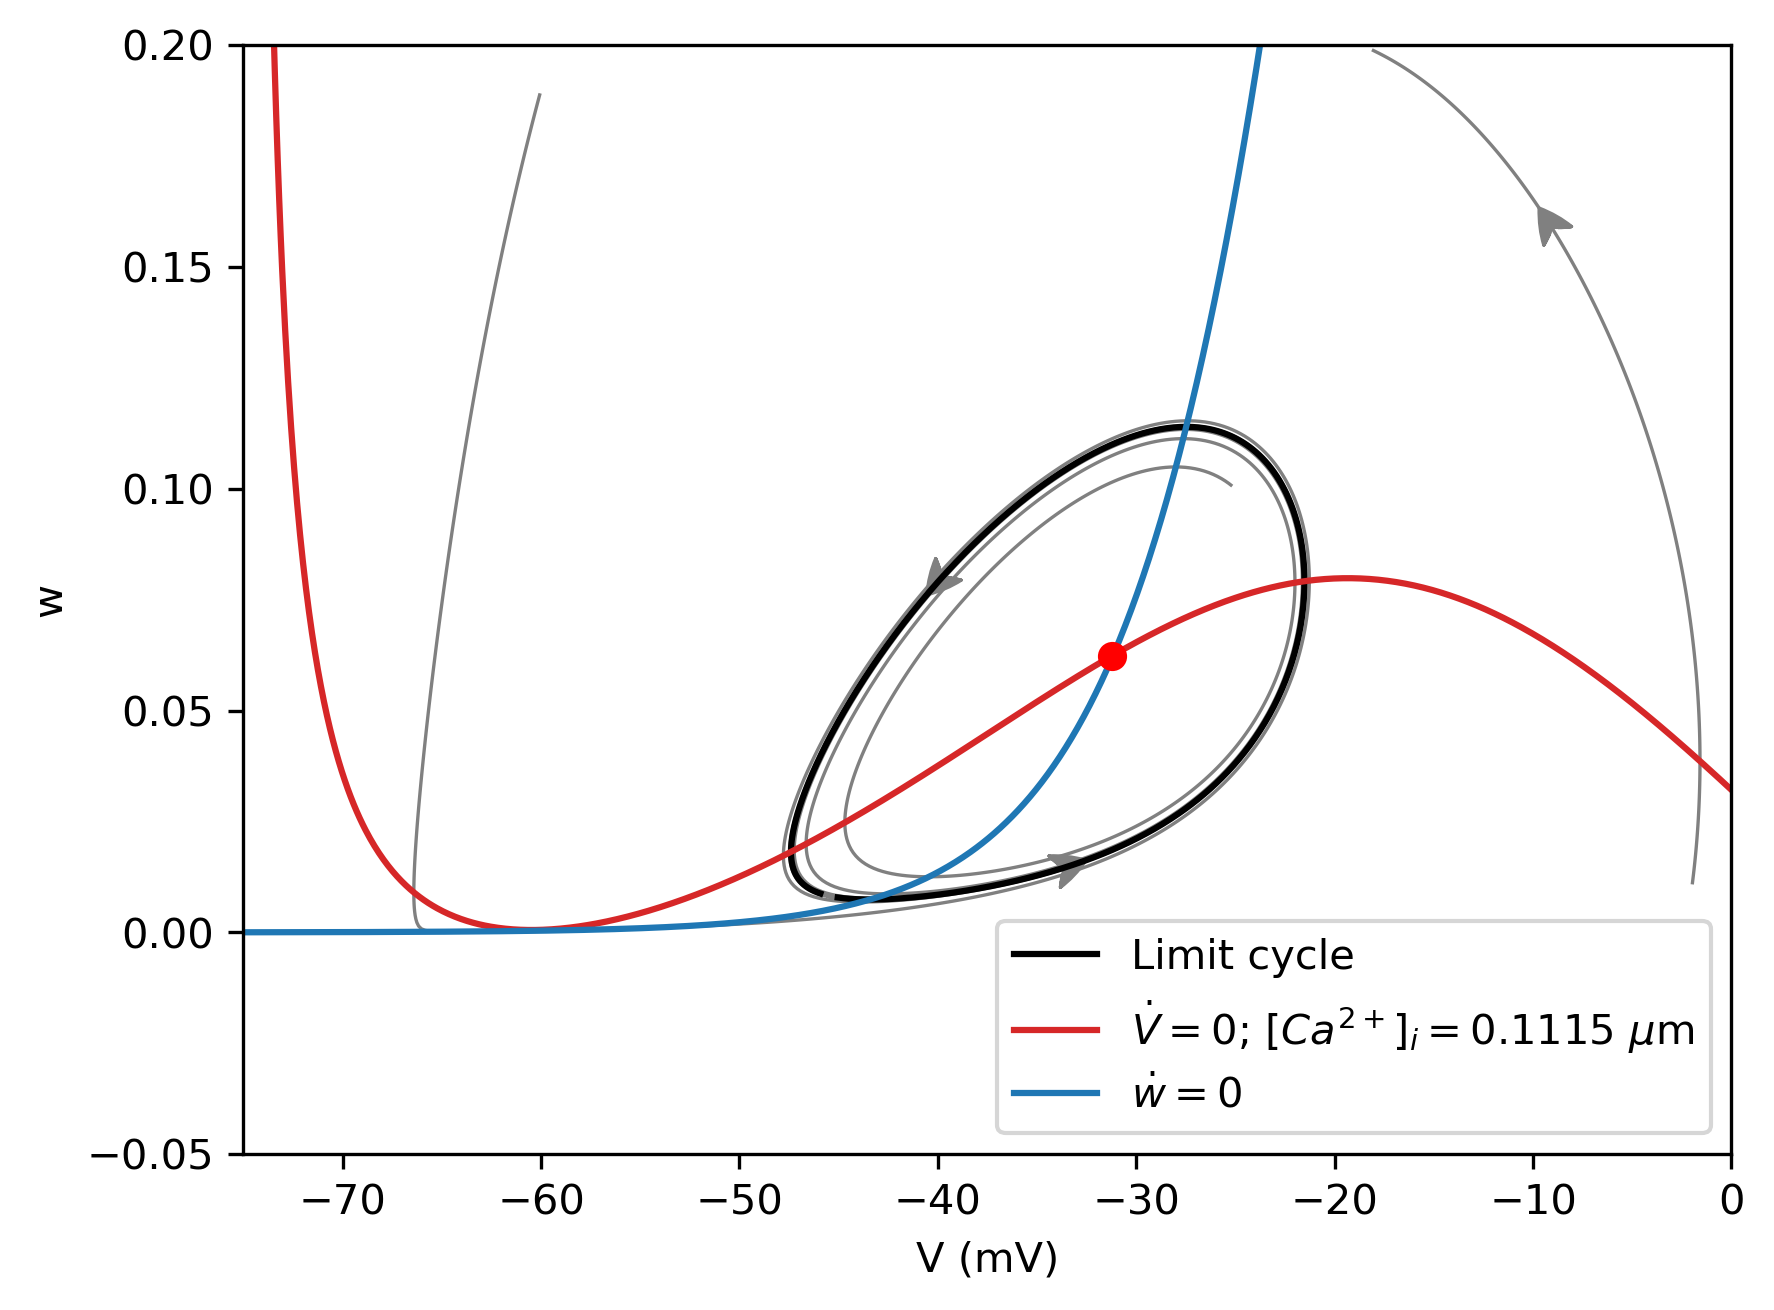 0.20
0.15
0.10
0.05
0.00
−0.05
w
−70 −60 −50 −40 −30 −20 −10 0
V (mV)
Limit cycle
V̇ = 0; [Ca²⁺]ᵢ = 0.1115 μm
ẇ = 0